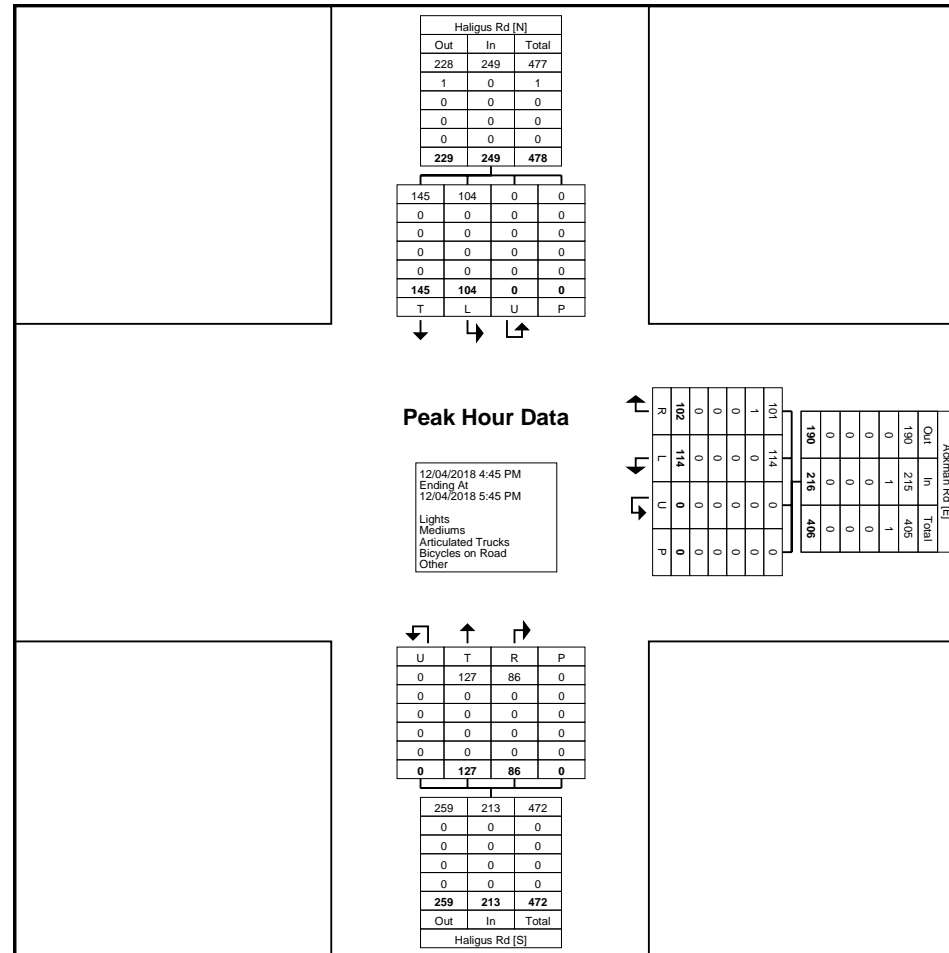 Haligus Rd [N]
Out In Total
228 249 477
1 0 1
0 0 0
0 0 0
0 0 0
229 249 478
145 104 0 0
0 0 0 0
0 0 0 0
0 0 0 0
0 0 0 0
145 104 0 0
T L U P
Peak Hour Data
12/04/2018 4:45 PM
Ending At
12/04/2018 5:45 PM
Lights
Mediums
Articulated Trucks
Bicycles on Road
Other
Ackman Rd [E]
Out In Total
190 215 405
0 1 1
0 0 0
0 0 0
0 0 0
190 216 406
101 114 0 0
1 0 0 0
0 0 0 0
0 0 0 0
0 0 0 0
102 114 0 0
R L U P
U T R P
0 127 86 0
0 0 0 0
0 0 0 0
0 0 0 0
0 0 0 0
0 127 86 0
259 213 472
0 0 0
0 0 0
0 0 0
0 0 0
259 213 472
Out In Total
Haligus Rd [S]